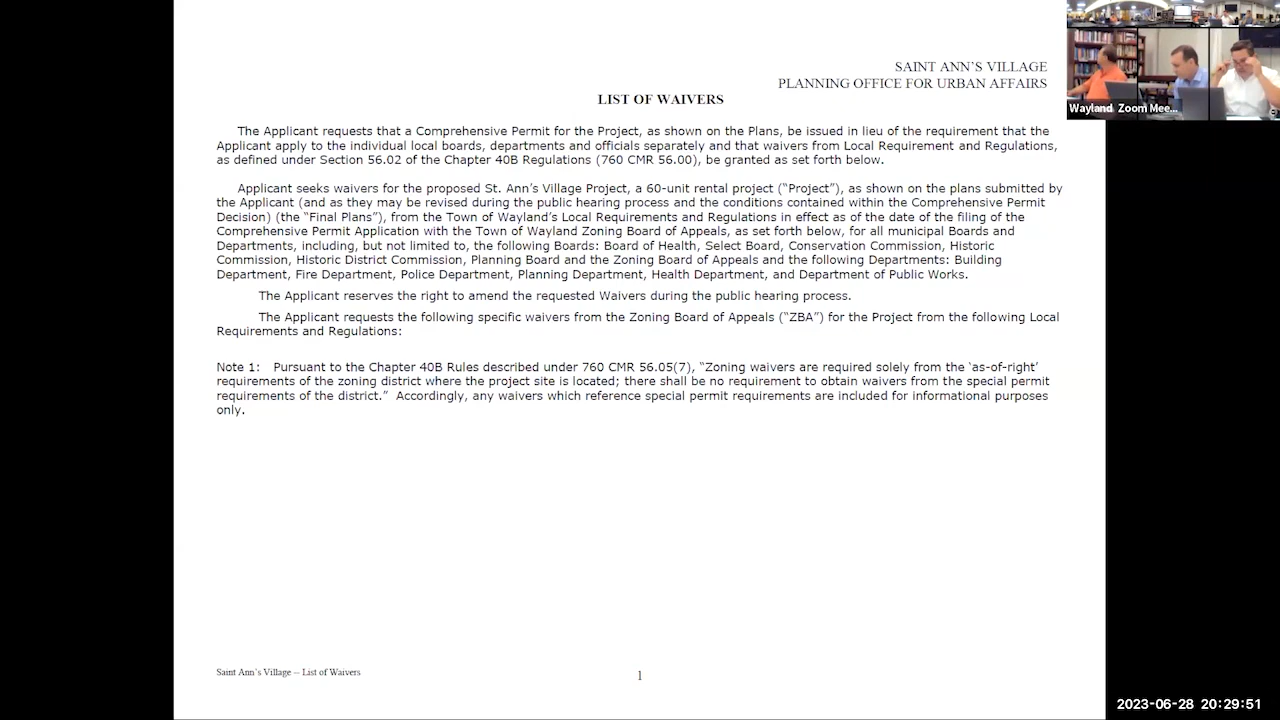 SAINT ANN'S VILLAGE
PLANNING OFFICE FOR URBAN AFFAIRS
LIST OF WAIVERS
The Applicant requests that a Comprehensive Permit for the Project, as shown on the Plans, be issued in lieu of the requirement that the
Applicant apply to the individual local boards, departments and officials separately and that waivers from Local Requirement and Regulations,
as defined under Section 56.02 of the Chapter 40B Regulations (760 CMR 56.00), be granted as set forth below.
Applicant seeks waivers for the proposed St. Ann's Village Project, a 60-unit rental project (“Project”), as shown on the plans submitted by
the Applicant (and as they may be revised during the public hearing process and the conditions contained within the Comprehensive Permit
Decision) (the “Final Plans”), from the Town of Wayland's Local Requirements and Regulations in effect as of the date of the filing of the
Comprehensive Permit Application with the Town of Wayland Zoning Board of Appeals, as set forth below, for all municipal Boards and
Departments, including, but not limited to, the following Boards: Board of Health, Select Board, Conservation Commission, Historic
Commission, Historic District Commission, Planning Board and the Zoning Board of Appeals and the following Departments: Building
Department, Fire Department, Police Department, Planning Department, Health Department, and Department of Public Works.
The Applicant reserves the right to amend the requested Waivers during the public hearing process.
The Applicant requests the following specific waivers from the Zoning Board of Appeals (“ZBA”) for the Project from the following Local
Requirements and Regulations:
Note 1: Pursuant to the Chapter 40B Rules described under 760 CMR 56.05(7), “Zoning waivers are required solely from the ‘as-of-right’
requirements of the zoning district where the project site is located; there shall be no requirement to obtain waivers from the special permit
requirements of the district.” Accordingly, any waivers which reference special permit requirements are included for informational purposes
only.
Saint Ann's Village – List of Waivers
1
Wayland Zoom Mee...
2023-06-28 20:29:51